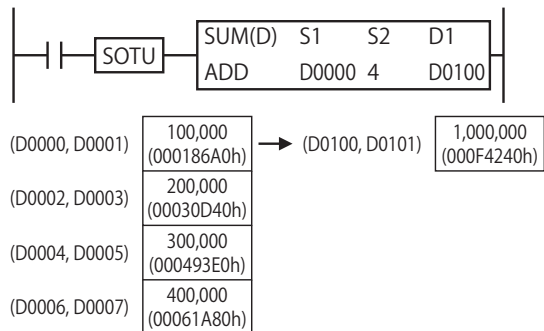 SOTU
SUM(D) S1 S2 D1
ADD D0000 4 D0100
(D0000, D0001) 100,000 (000186A0h) (D0100, D0101) 1,000,000 (000F4240h)
(D0002, D0003) 200,000 (00030D40h)
(D0004, D0005) 300,000 (000493E0h)
(D0006, D0007) 400,000 (00061A80h)